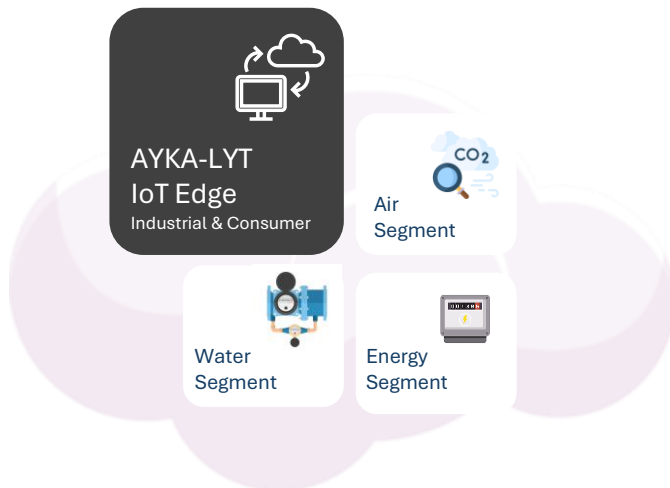 AYKA-LYT
IoT Edge
Industrial & Consumer
CO2
Air
Segment
Water
Segment
Energy
Segment